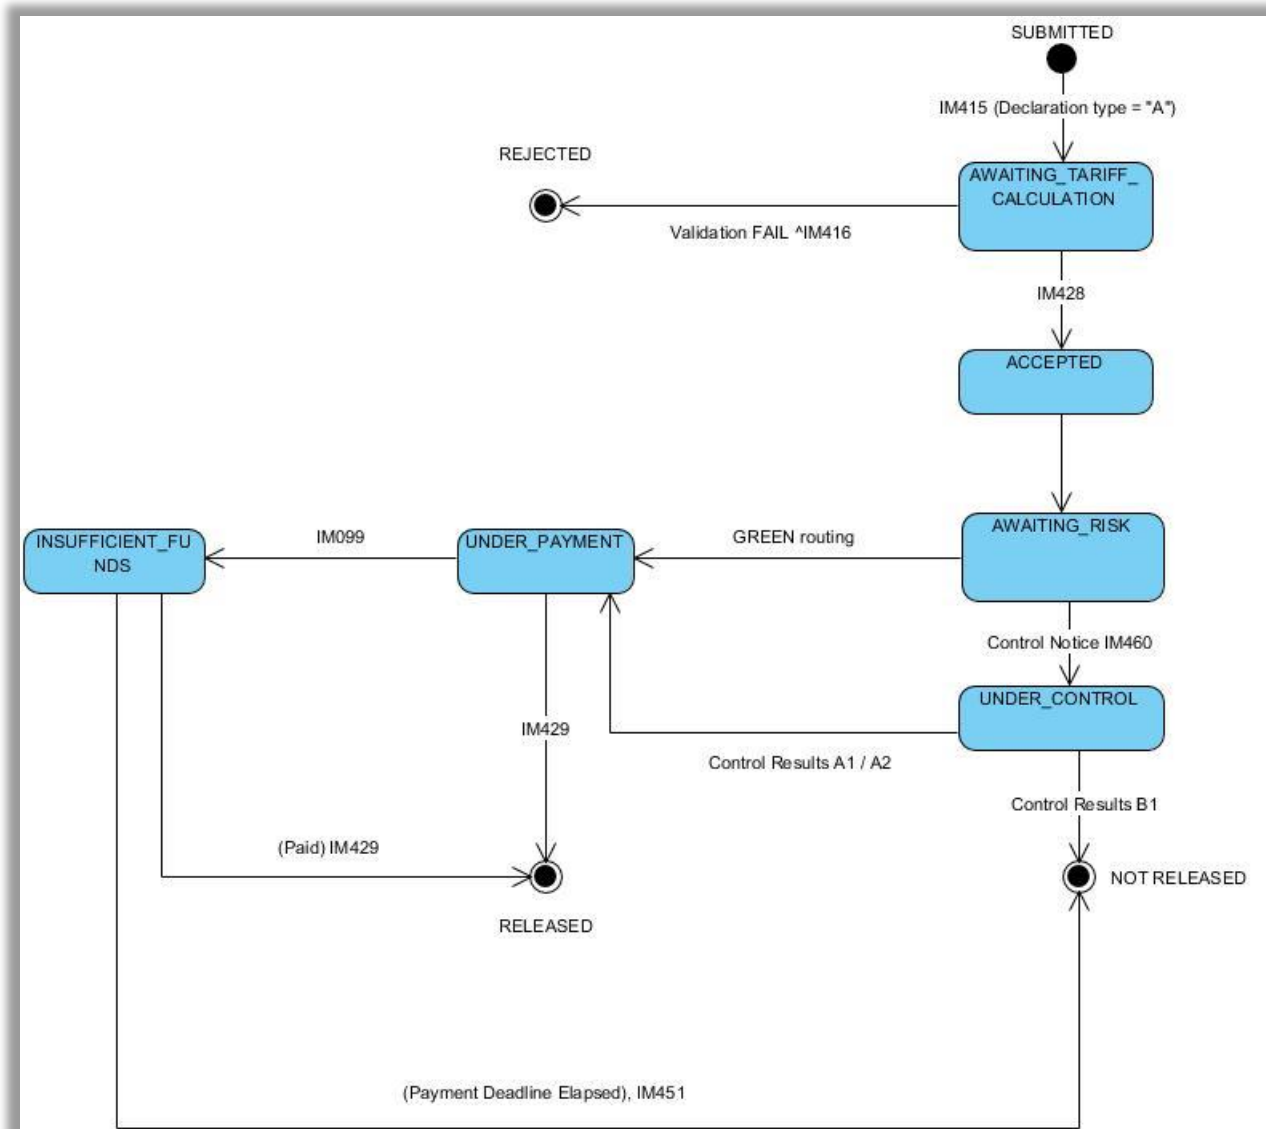 SUBMITTED
IM415 (Declaration type = "A")
REJECTED
AWAITING_TARIFF_
CALCULATION
Validation FAIL ^IM416
IM428
ACCEPTED
INSUFFICIENT_FU
NDS
IM099
UNDER_PAYMENT
GREEN routing
AWAITING_RISK
Control Notice IM460
UNDER_CONTROL
IM429
Control Results A1 / A2
Control Results B1
(Paid) IM429
NOT RELEASED
RELEASED
(Payment Deadline Elapsed), IM451